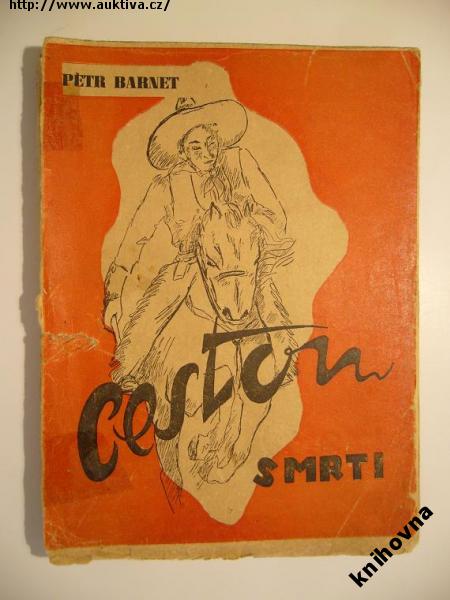 http://www.auktiva.cz/
PETR BARNET
Cestou
SMRTI
knihovna